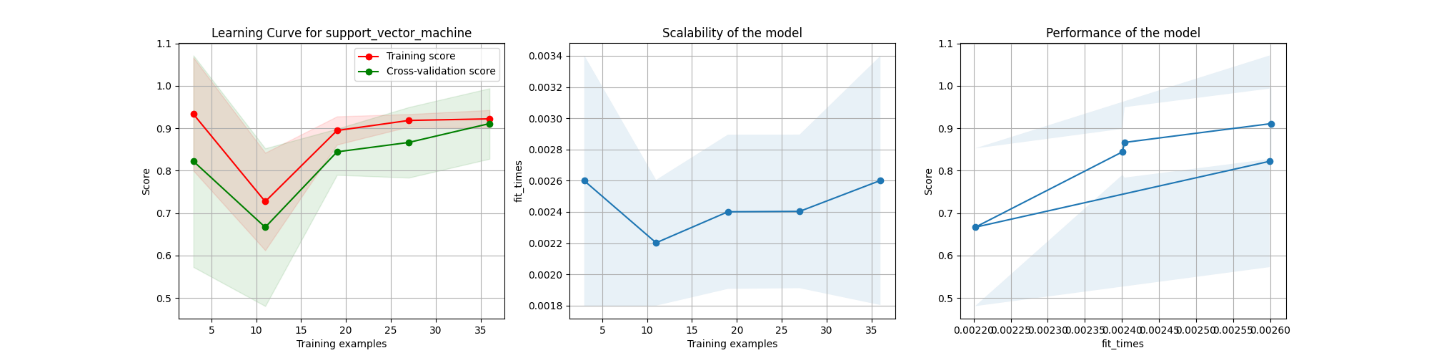 Learning Curve for support_vector_machine
1.1
1.0
0.9
0.8
0.7
0.6
0.5
Score
Training score
Cross-validation score
5 10 15 20 25 30 35
Training examples
Scalability of the model
0.0034
0.0032
0.0030
0.0028
0.0026
0.0024
0.0022
0.0020
0.0018
fit_times
5 10 15 20 25 30 35
Training examples
Performance of the model
1.1
1.0
0.9
0.8
0.7
0.6
0.5
Score
0.00220 0.00225 0.00230 0.00235 0.00240 0.00245 0.00250 0.00255 0.00260
fit_times